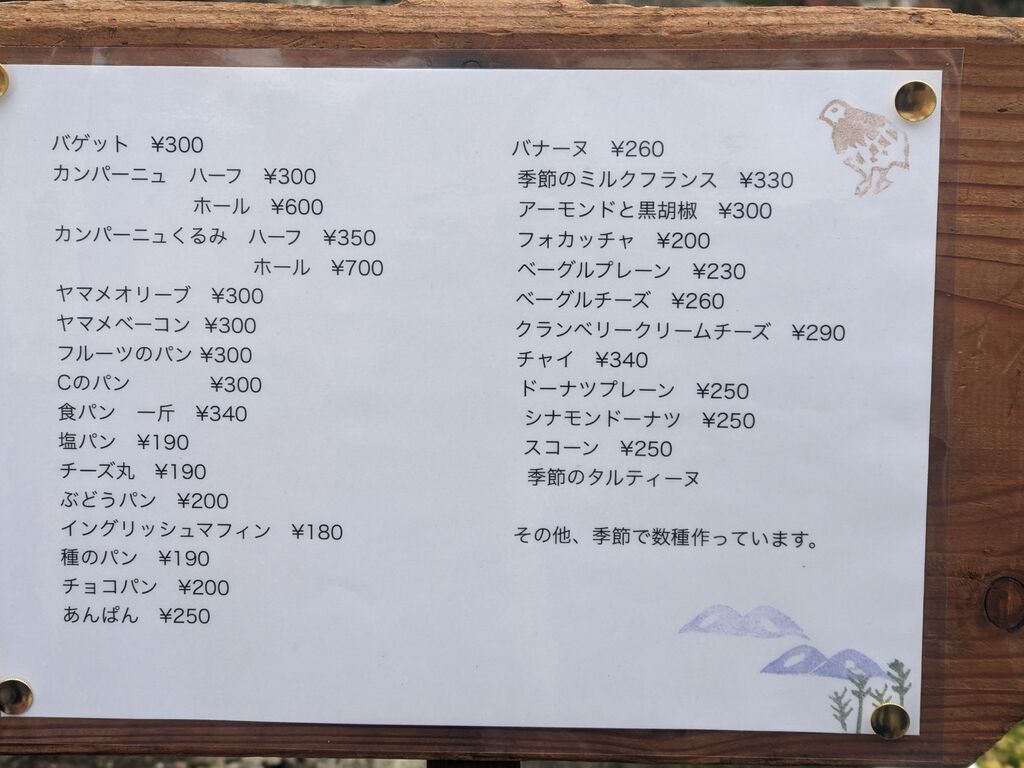 バゲット　¥300
カンパーニュ　ハーフ　¥300
ホール　¥600
カンパーニュくるみ　ハーフ　¥350
ホール　¥700
ヤマメオリーブ　¥300
ヤマメベーコン　¥300
フルーツのパン ¥300
Cのパン　　　　¥300
食パン　一斤　¥340
塩パン　¥190
チーズ丸　¥190
ぶどうパン　¥200
イングリッシュマフィン　¥180
種のパン　¥190
チョコパン　¥200
あんぱん　¥250
バナーヌ　¥260
季節のミルクフランス　¥330
アーモンドと黒胡椒　¥300
フォカッチャ　¥200
ベーグルプレーン　¥230
ベーグルチーズ　¥260
クランベリークリームチーズ　¥290
チャイ　¥340
ドーナツプレーン　¥250
シナモンドーナツ　¥250
スコーン　¥250
季節のタルティーヌ
その他、季節で数種作っています。